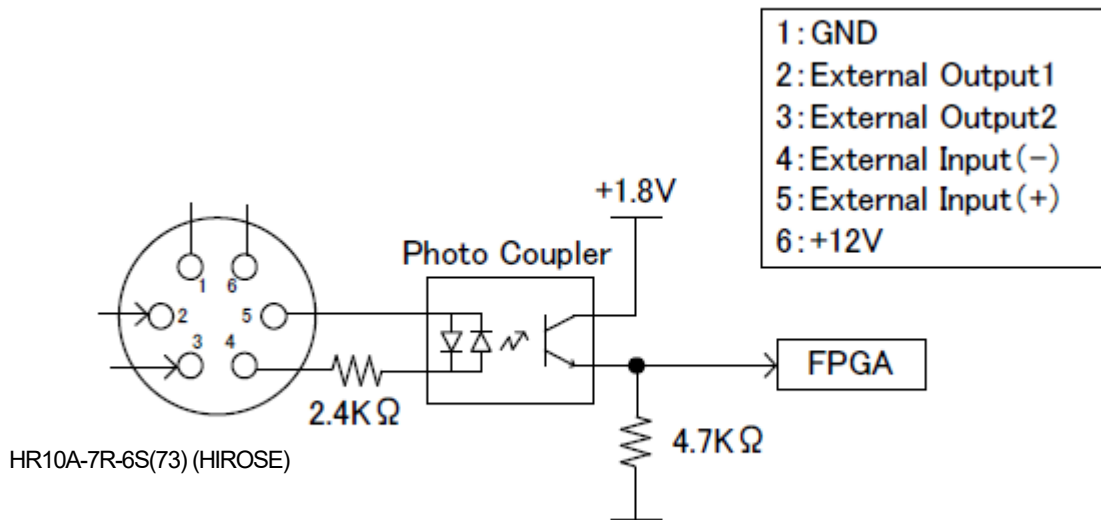 1:GND
2:External Output1
3:External Output2
4:External Input(-)
5:External Input(+)
6:+12V
+1.8V
Photo Coupler
1
6
2
5
3
4
2.4KΩ
FPGA
4.7KΩ
HR10A-7R-6S(73) (HIROSE)